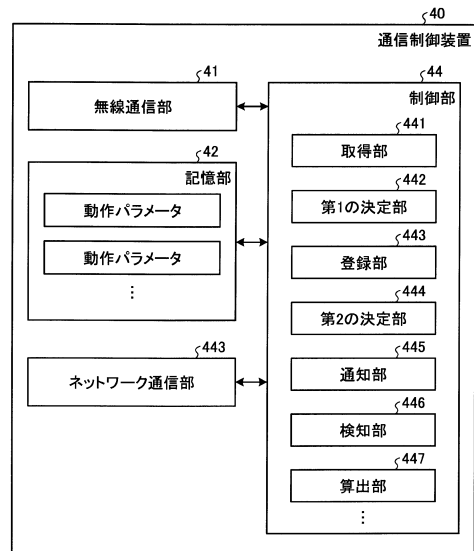 40
通信制御装置
41
無線通信部
42
記憶部
動作パラメータ
動作パラメータ
⋮
443
ネットワーク通信部
44
制御部
441
取得部
442
第1の決定部
443
登録部
444
第2の決定部
445
通知部
446
検知部
447
算出部
⋮